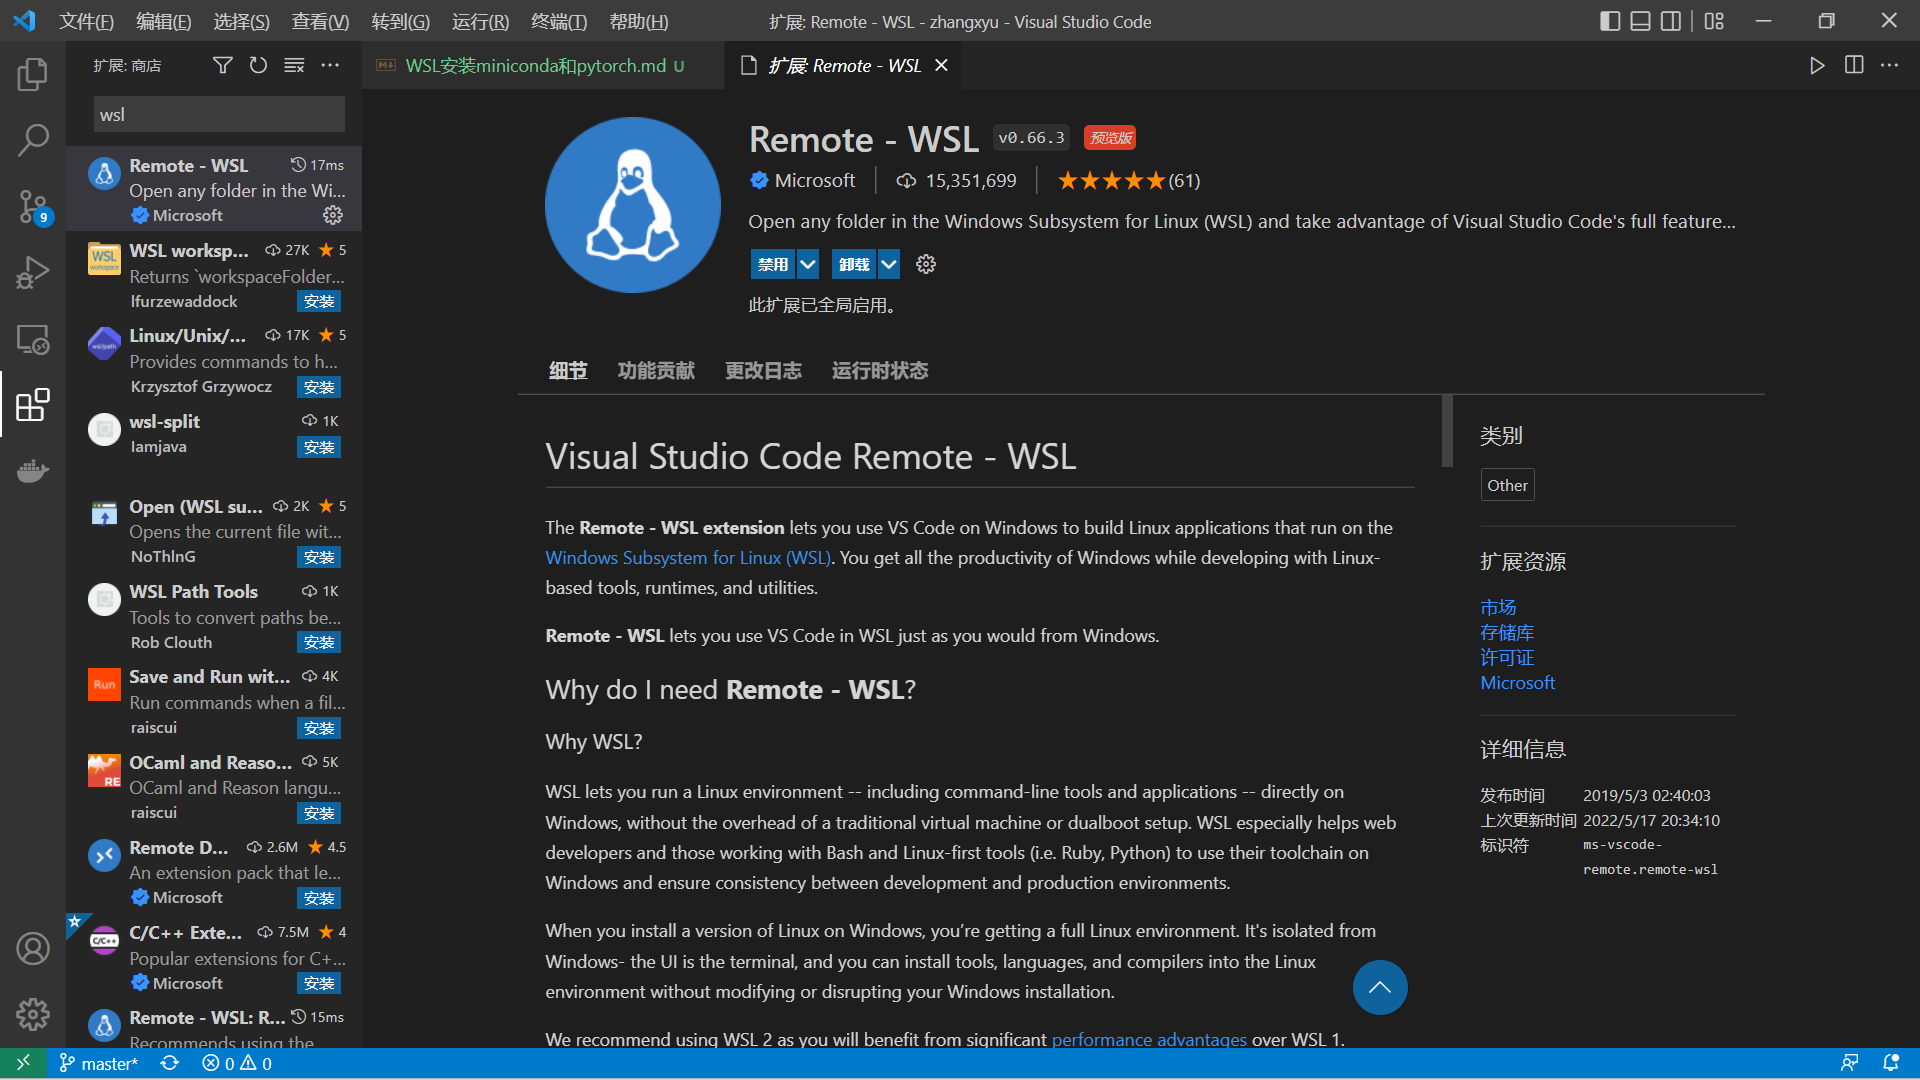 文件(F) 编辑(E) 选择(S) 查看(V) 转到(G) 运行(R) 终端(T) 帮助(H) 扩展: Remote - WSL - zhangxyu - Visual Studio Code
扩展: 商店
WSL安装miniconda和pytorch.md U
扩展: Remote - WSL
wsl
Remote - WSL 17ms
Open any folder in the Wi...
Microsoft
9
WSL worksp... 27K 5
Returns `workspaceFolder...
lfurzewaddock 安装
Linux/Unix/... 17K 5
Provides commands to h...
Krzysztof Grzywocz 安装
wsl-split 1K
lamjava 安装
Open (WSL su... 2K 5
Opens the current file wit...
NoThlnG 安装
WSL Path Tools 1K
Tools to convert paths be...
Rob Clouth 安装
Run
Save and Run wit... 4K
Run commands when a fil...
raiscui 安装
RE
OCaml and Reaso... 5K
OCaml and Reason langu...
raiscui 安装
Remote D... 2.6M 4.5
An extension pack that le...
Microsoft 安装
C/C++
C/C++ Exte... 7.5M 4
Popular extensions for C+...
Microsoft 安装
Remote - WSL: R... 15ms
Recommends using the
WSL
workspace
wsl/path
Remote - WSL v0.66.3 预览版
Microsoft 15,351,699 (61)
Open any folder in the Windows Subsystem for Linux (WSL) and take advantage of Visual Studio Code's full feature...
禁用 卸载
此扩展已全局启用。
细节 功能贡献 更改日志 运行时状态
Visual Studio Code Remote - WSL
The Remote - WSL extension lets you use VS Code on Windows to build Linux applications that run on the
Windows Subsystem for Linux (WSL). You get all the productivity of Windows while developing with Linux-
based tools, runtimes, and utilities.
Remote - WSL lets you use VS Code in WSL just as you would from Windows.
Why do I need Remote - WSL?
Why WSL?
WSL lets you run a Linux environment -- including command-line tools and applications -- directly on
Windows, without the overhead of a traditional virtual machine or dualboot setup. WSL especially helps web
developers and those working with Bash and Linux-first tools (i.e. Ruby, Python) to use their toolchain on
Windows and ensure consistency between development and production environments.
When you install a version of Linux on Windows, you’re getting a full Linux environment. It's isolated from
Windows- the UI is the terminal, and you can install tools, languages, and compilers into the Linux
environment without modifying or disrupting your Windows installation.
We recommend using WSL 2 as you will benefit from significant performance advantages over WSL 1.
类别
Other
扩展资源
市场
存储库
许可证
Microsoft
详细信息
发布时间 2019/5/3 02:40:03
上次更新时间 2022/5/17 20:34:10
标识符 ms-vscode-
remote.remote-wsl
master* 0 0